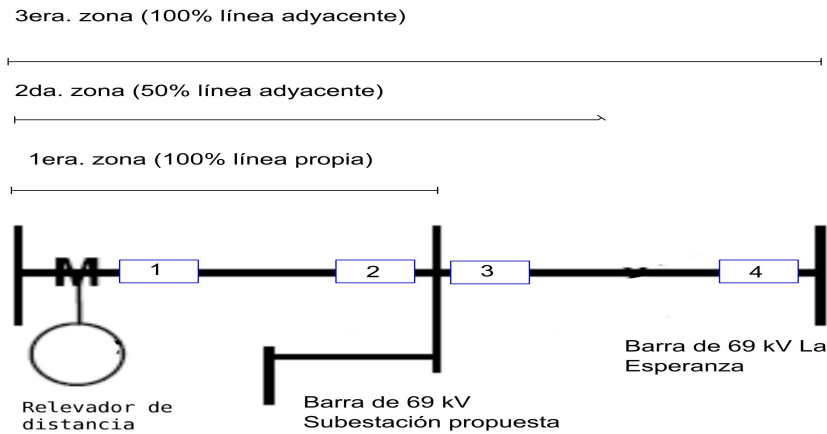 3era. zona (100% línea adyacente)
2da. zona (50% línea adyacente)
1era. zona (100% línea propia)
1
2
3
4
Relevador de
distancia
Barra de 69 kV
Subestación propuesta
Barra de 69 kV La
Esperanza